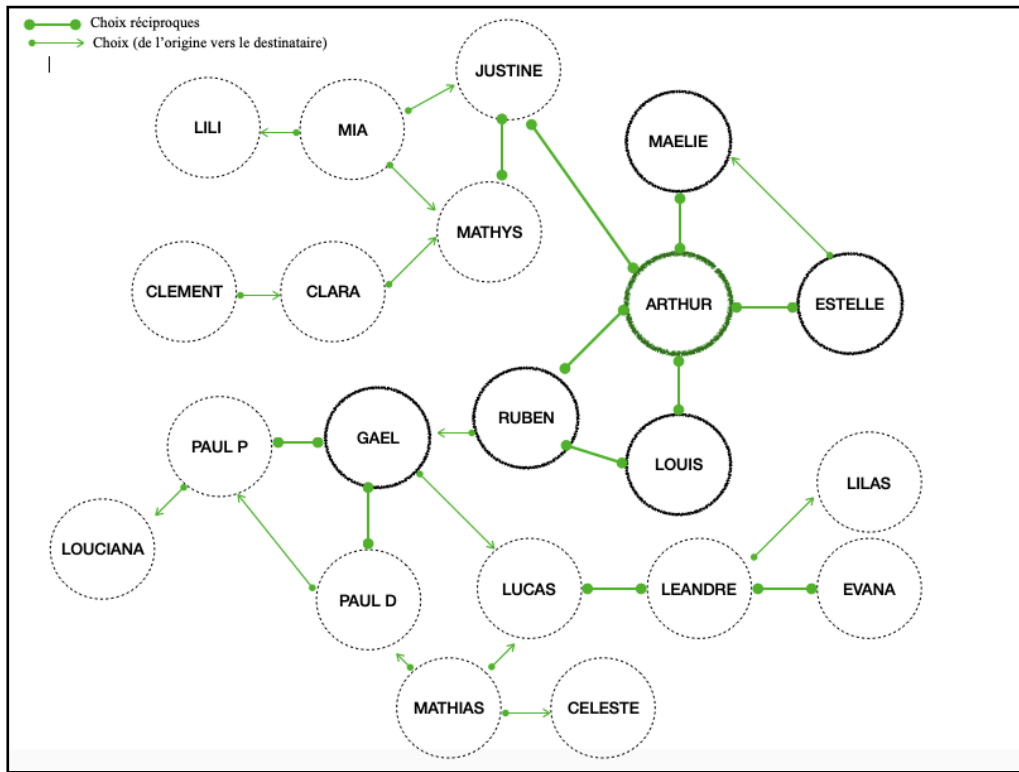 Choix réciproques
Choix (de l'origine vers le destinataire)
JUSTINE
LILI
MIA
MAELIE
MATHYS
CLEMENT
CLARA
ARTHUR
ESTELLE
RUBEN
GAEL
PAUL P
LOUIS
LILAS
LOUCIANA
PAUL D
LUCAS
LEANDRE
EVANA
MATHIAS
CELESTE